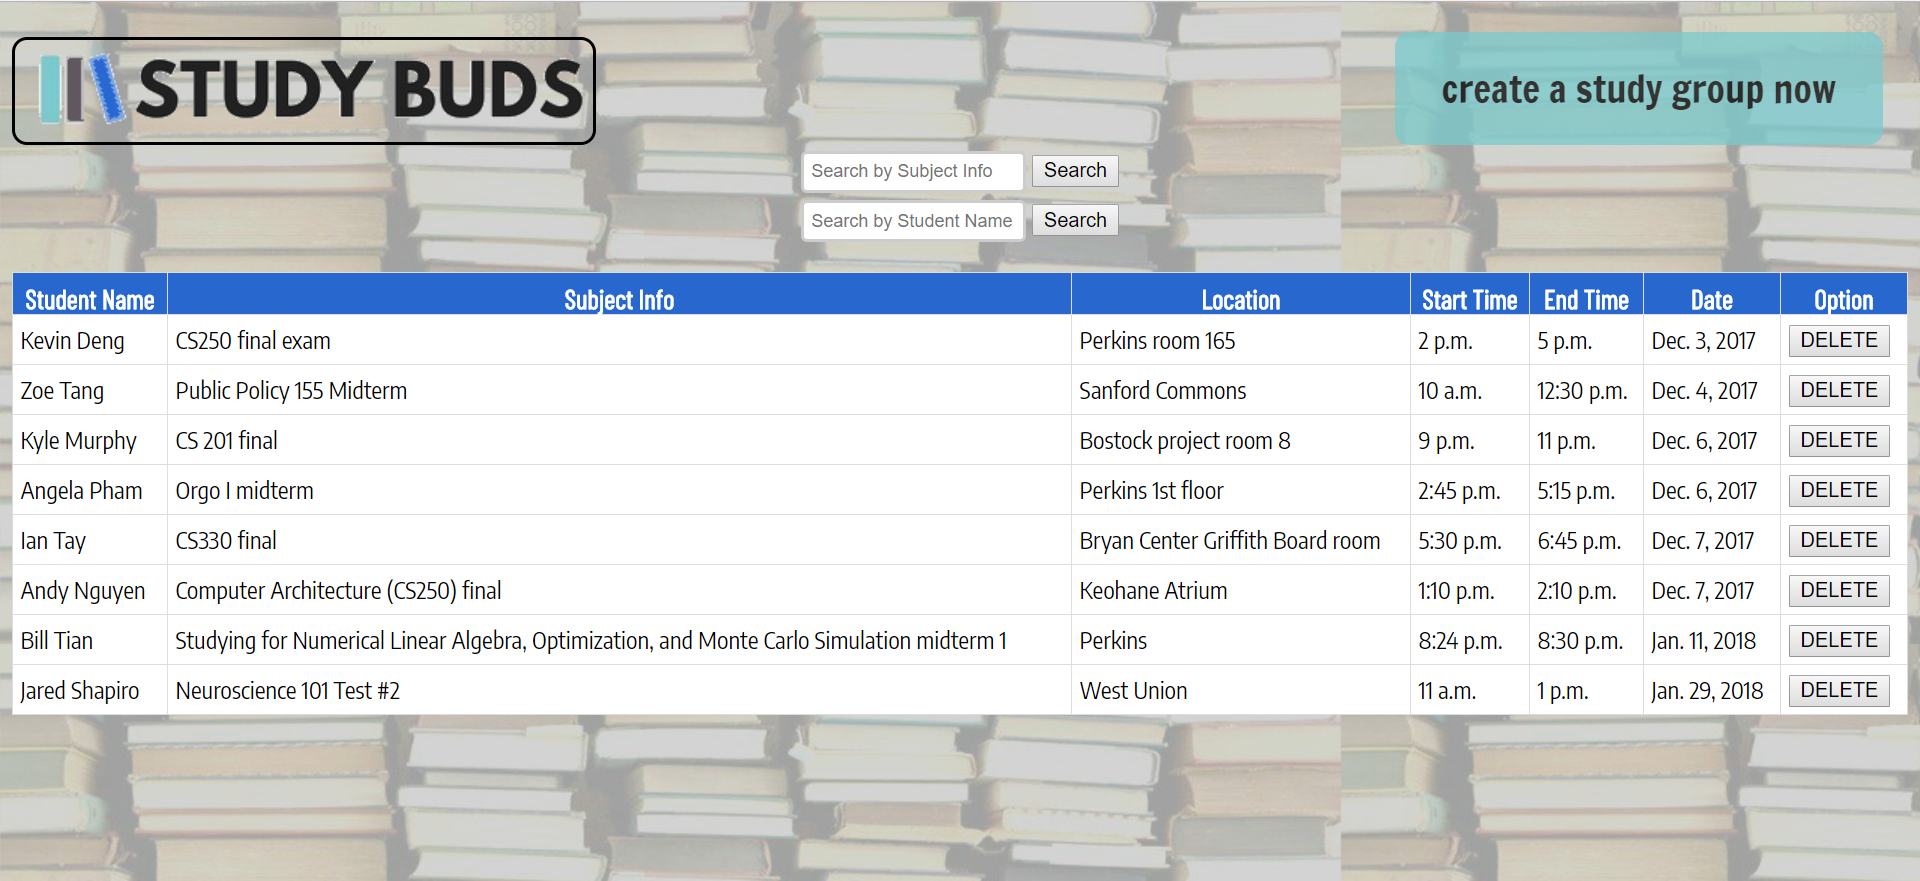 STUDY BUDS
create a study group now
Search by Subject Info Search
Search by Student Name Search
Student Name Subject Info Location Start Time End Time Date Option
Kevin Deng CS250 final exam Perkins room 165 2 p.m. 5 p.m. Dec. 3, 2017 DELETE
Zoe Tang Public Policy 155 Midterm Sanford Commons 10 a.m. 12:30 p.m. Dec. 4, 2017 DELETE
Kyle Murphy CS 201 final Bostock project room 8 9 p.m. 11 p.m. Dec. 6, 2017 DELETE
Angela Pham Orgo I midterm Perkins 1st floor 2:45 p.m. 5:15 p.m. Dec. 6, 2017 DELETE
Ian Tay CS330 final Bryan Center Griffith Board room 5:30 p.m. 6:45 p.m. Dec. 7, 2017 DELETE
Andy Nguyen Computer Architecture (CS250) final Keohane Atrium 1:10 p.m. 2:10 p.m. Dec. 7, 2017 DELETE
Bill Tian Studying for Numerical Linear Algebra, Optimization, and Monte Carlo Simulation midterm 1 Perkins 8:24 p.m. 8:30 p.m. Jan. 11, 2018 DELETE
Jared Shapiro Neuroscience 101 Test #2 West Union 11 a.m. 1 p.m. Jan. 29, 2018 DELETE